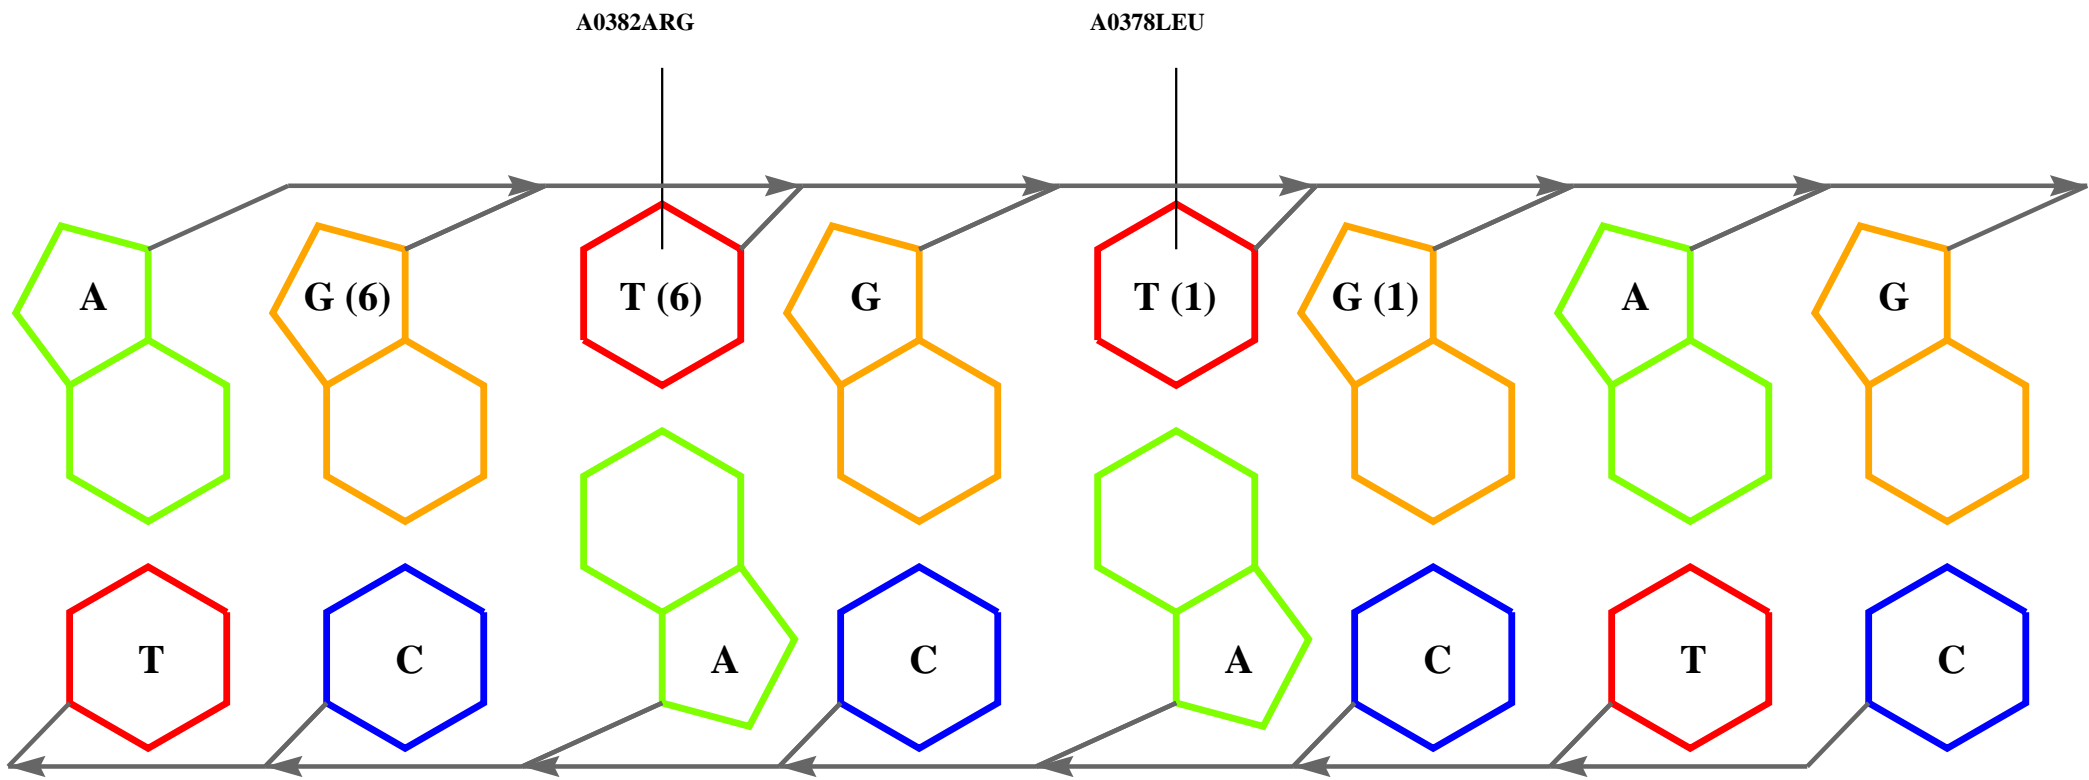 A0382ARG A0378LEU
A G (6) T (6) G T (1) G (1) A G
T C A C A C T C